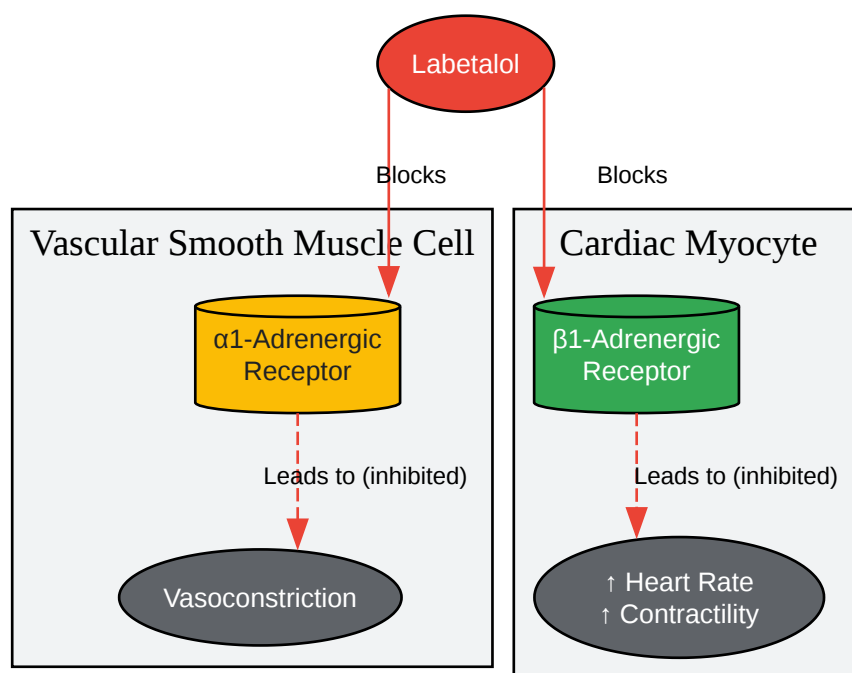 Labetalol
Blocks
Blocks
Vascular Smooth Muscle Cell
Cardiac Myocyte
α1-Adrenergic
Receptor
β1-Adrenergic
Receptor
Leads to (inhibited)
Leads to (inhibited)
Vasoconstriction
↑ Heart Rate
↑ Contractility